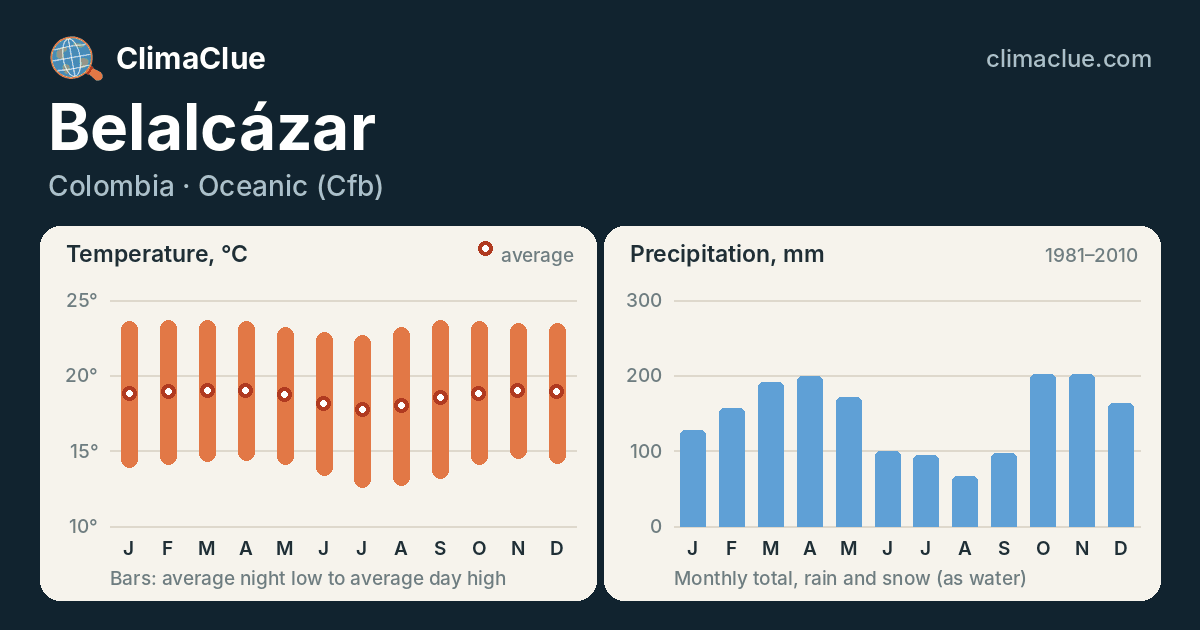 ClimaClue
climaclue.com
Belalcázar
Colombia · Oceanic (Cfb)
Temperature, °C
average
25°
20°
15°
10°
J F M A M J J A S O N D
Bars: average night low to average day high
Precipitation, mm
1981–2010
300
200
100
0
J F M A M J J A S O N D
Monthly total, rain and snow (as water)